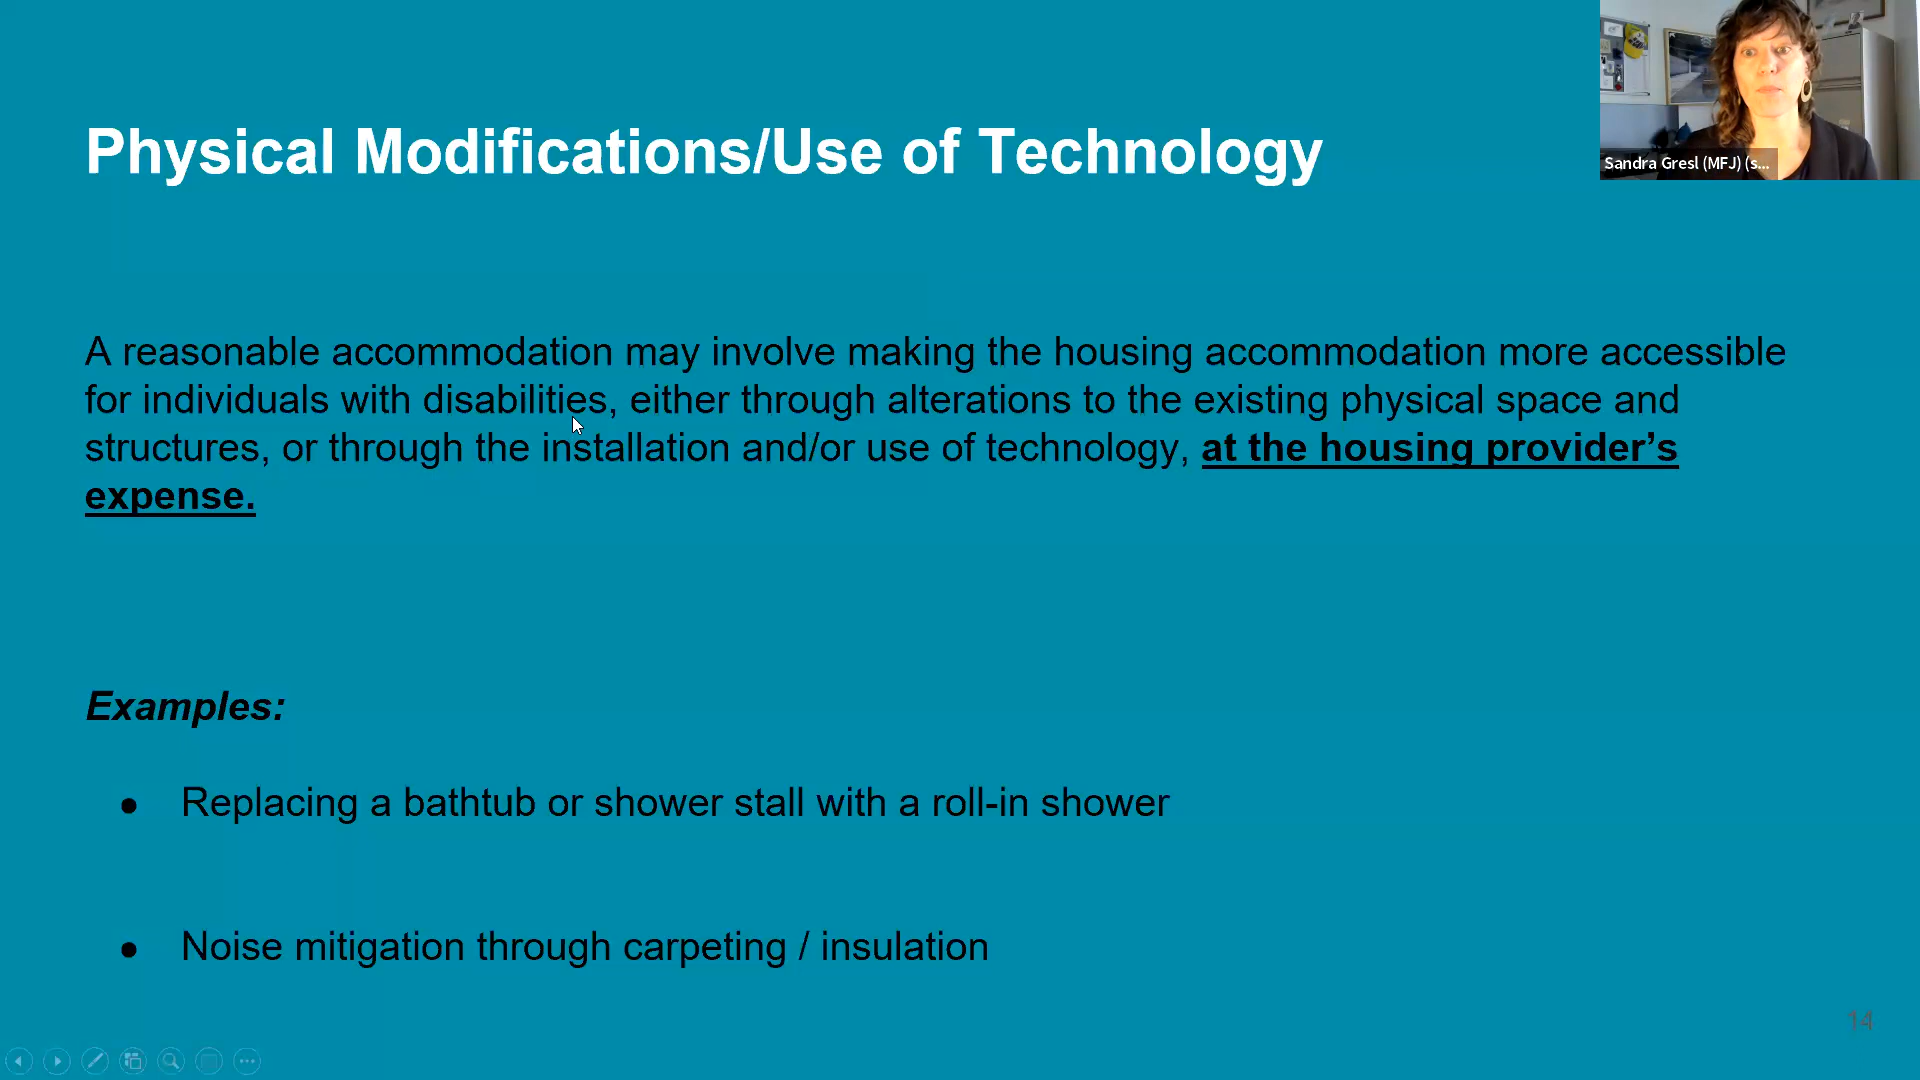 Physical Modifications/Use of Technology
Sandra Gresl (MFJ) (s...
A reasonable accommodation may involve making the housing accommodation more accessible
for individuals with disabilities, either through alterations to the existing physical space and
structures, or through the installation and/or use of technology, at the housing provider’s
expense.
Examples:
● Replacing a bathtub or shower stall with a roll-in shower
● Noise mitigation through carpeting / insulation
14